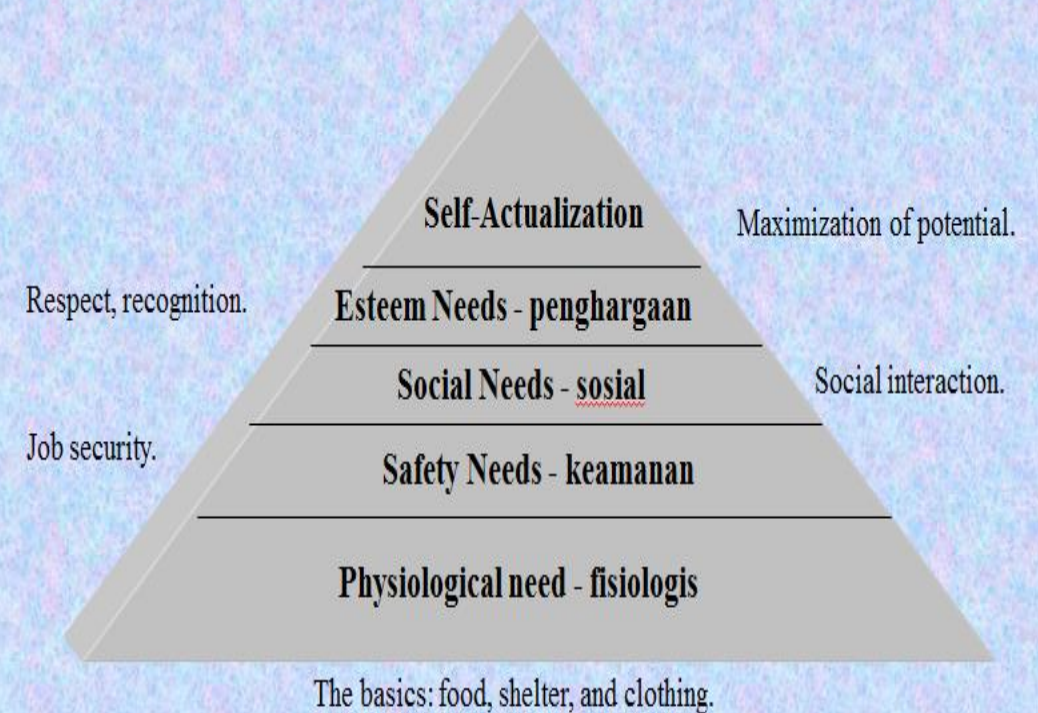 Self-Actualization
Maximization of potential.
Respect, recognition.
Esteem Needs - penghargaan
Social Needs - sosial
Social interaction.
Job security.
Safety Needs - keamanan
Physiological need - fisiologis
The basics: food, shelter, and clothing.